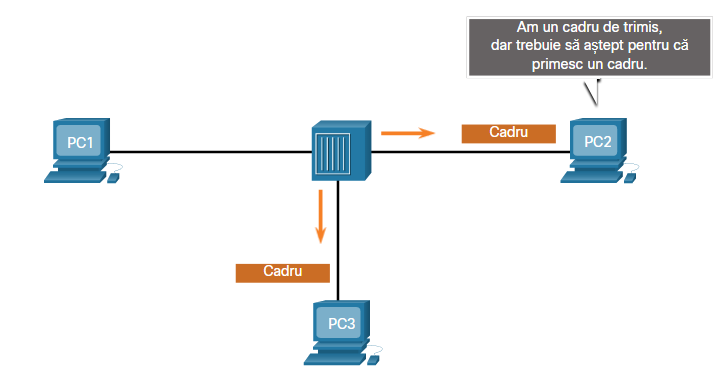 Am un cadru de trimis,
dar trebuie să aștept pentru că
primesc un cadru.
PC1
Cadru
PC2
Cadru
PC3